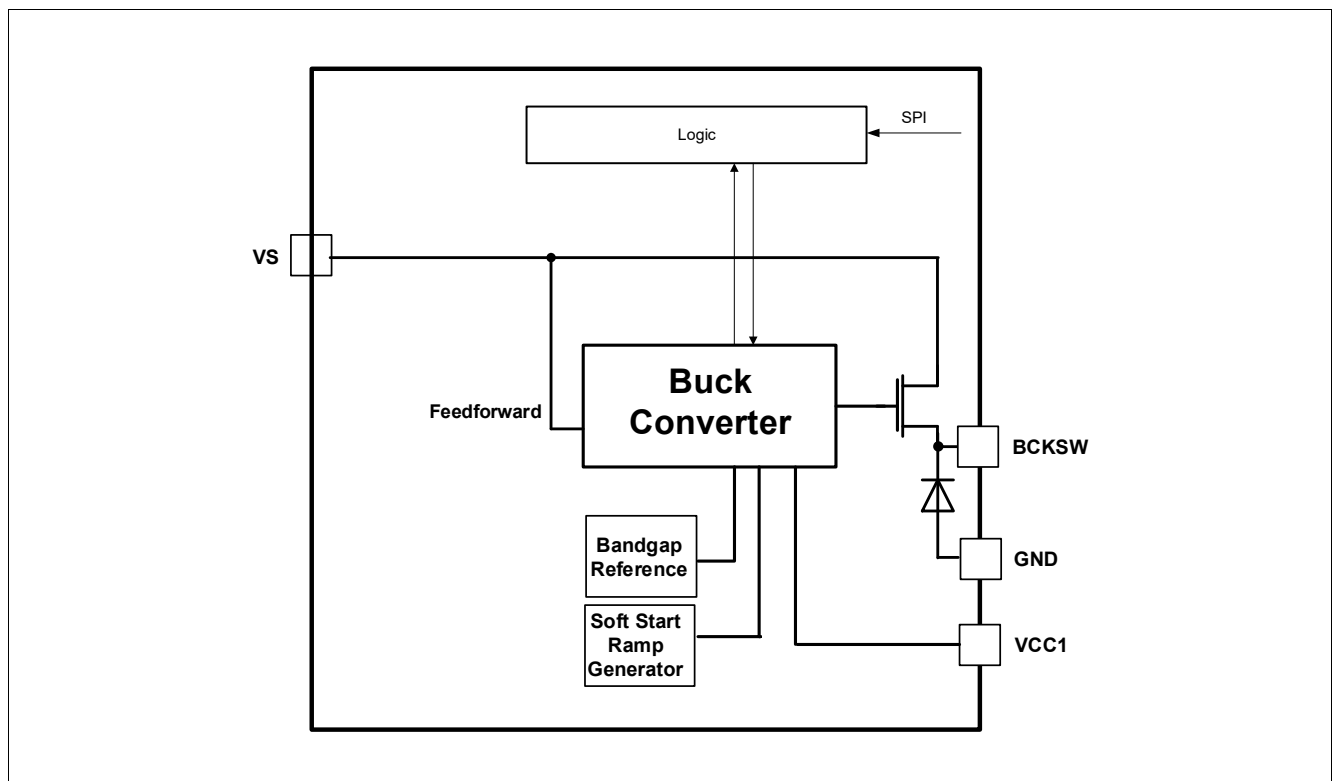 SPI
Logic
VS
Buck
Converter
Feedforward
BCKSW
Bandgap
Reference
GND
Soft Start
Ramp
Generator
VCC1